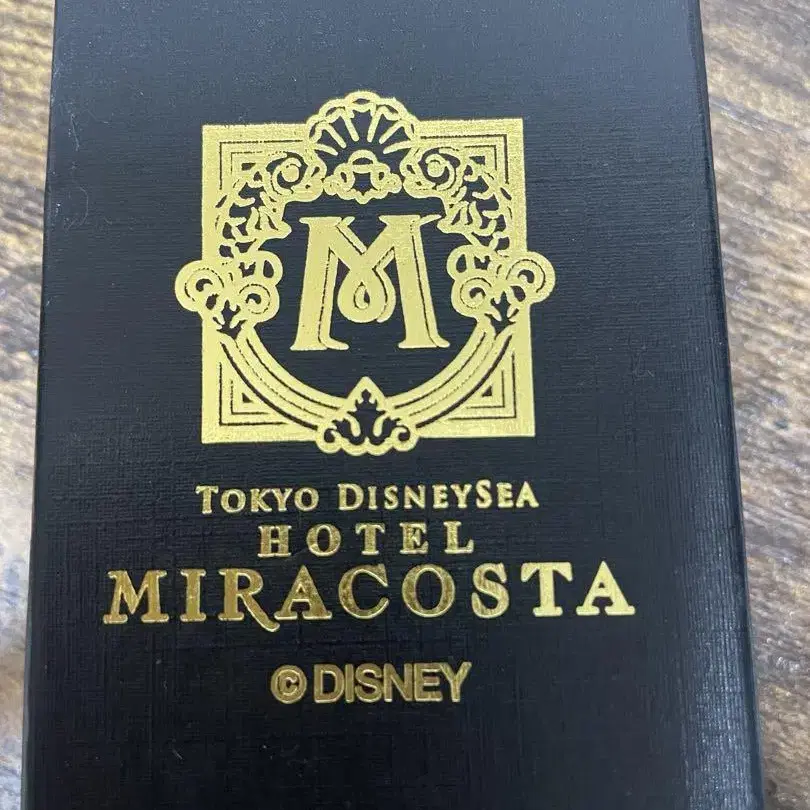 M
TOKYO DISNEYSEA
HOTEL
MIRACOSTA
© DISNEY